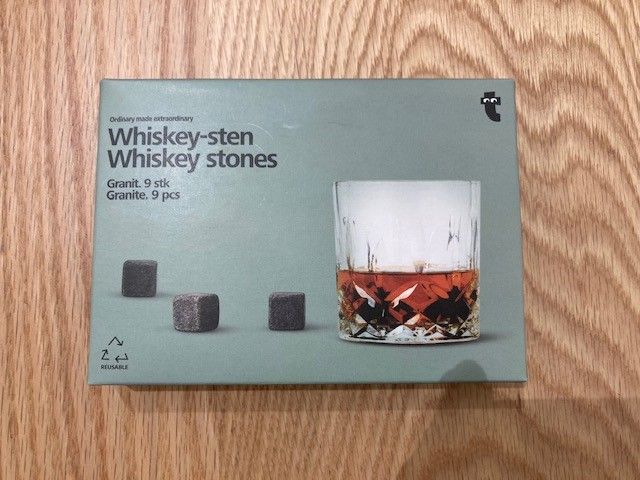 Ordinary made extraordinary
Whiskey-sten
Whiskey stones
Granit. 9 stk
Granite. 9 pcs
REUSABLE